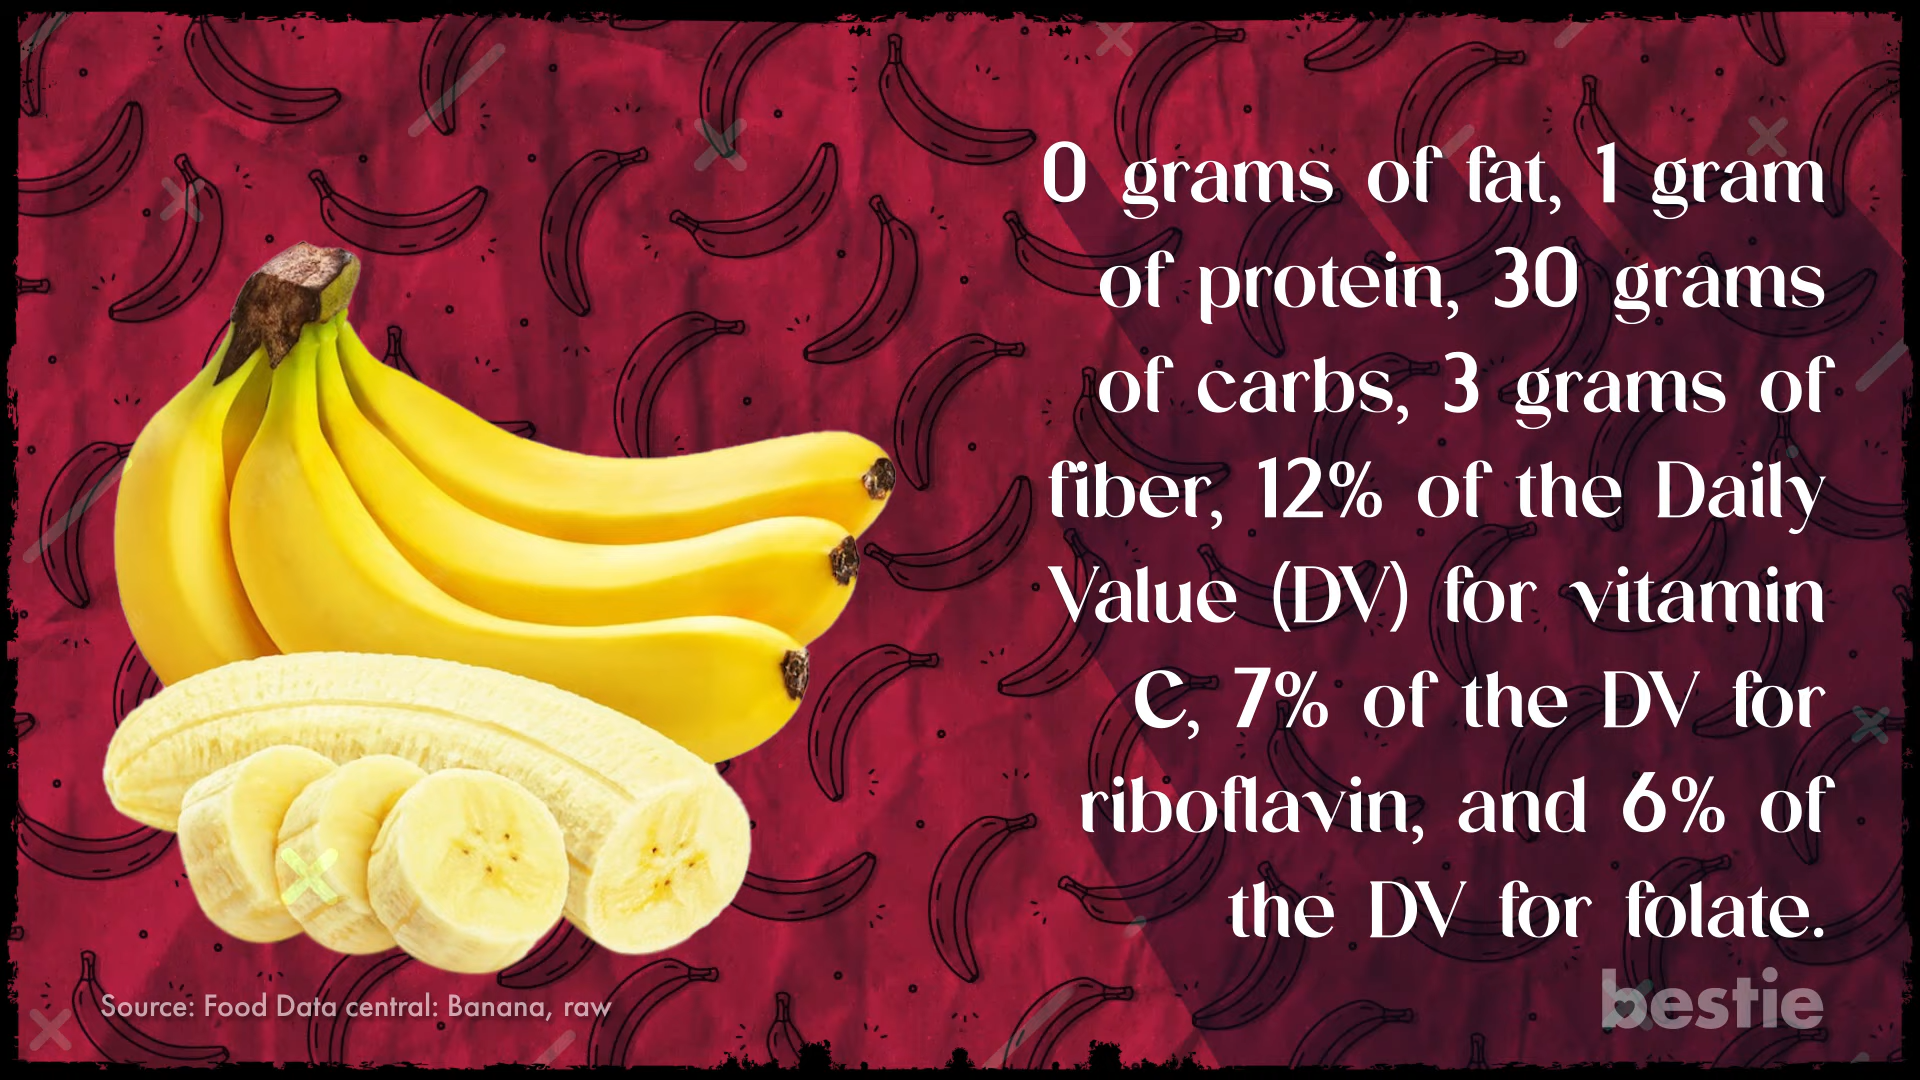 0 grams of fat, 1 gram
of protein, 30 grams
of carbs, 3 grams of
fiber, 12% of the Daily
Value (DV) for vitamin
C, 7% of the DV for
riboflavin, and 6% of
the DV for folate.
Source: Food Data central: Banana, raw
bestie